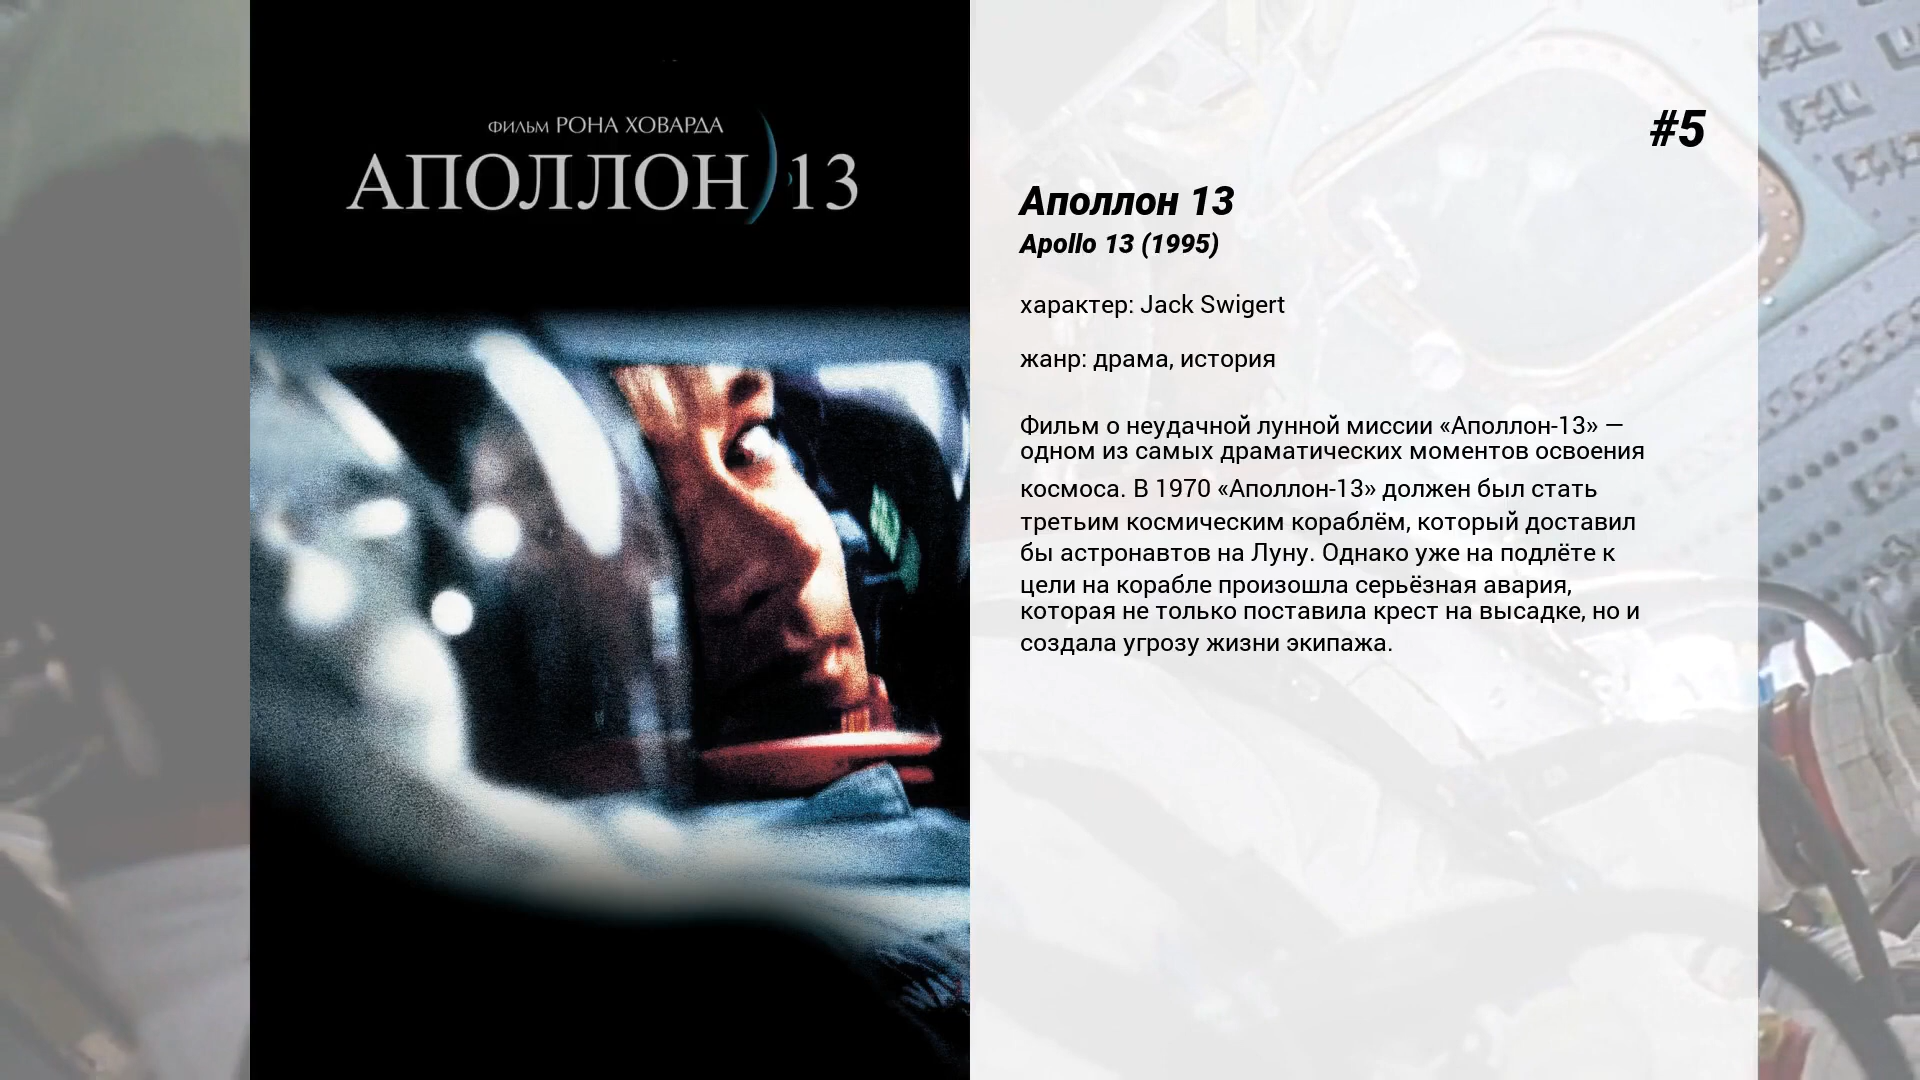 ФИЛЬМ РОНА ХОВАРДА
АПОЛЛОН 13
#5
Аполлон 13
Apollo 13 (1995)
характер: Jack Swigert
жанр: драма, история
Фильм о неудачной лунной миссии «Аполлон-13» —
одном из самых драматических моментов освоения
космоса. В 1970 «Аполлон-13» должен был стать
третьим космическим кораблём, который доставил
бы астронавтов на Луну. Однако уже на подлёте к
цели на корабле произошла серьёзная авария,
которая не только поставила крест на высадке, но и
создала угрозу жизни экипажа.